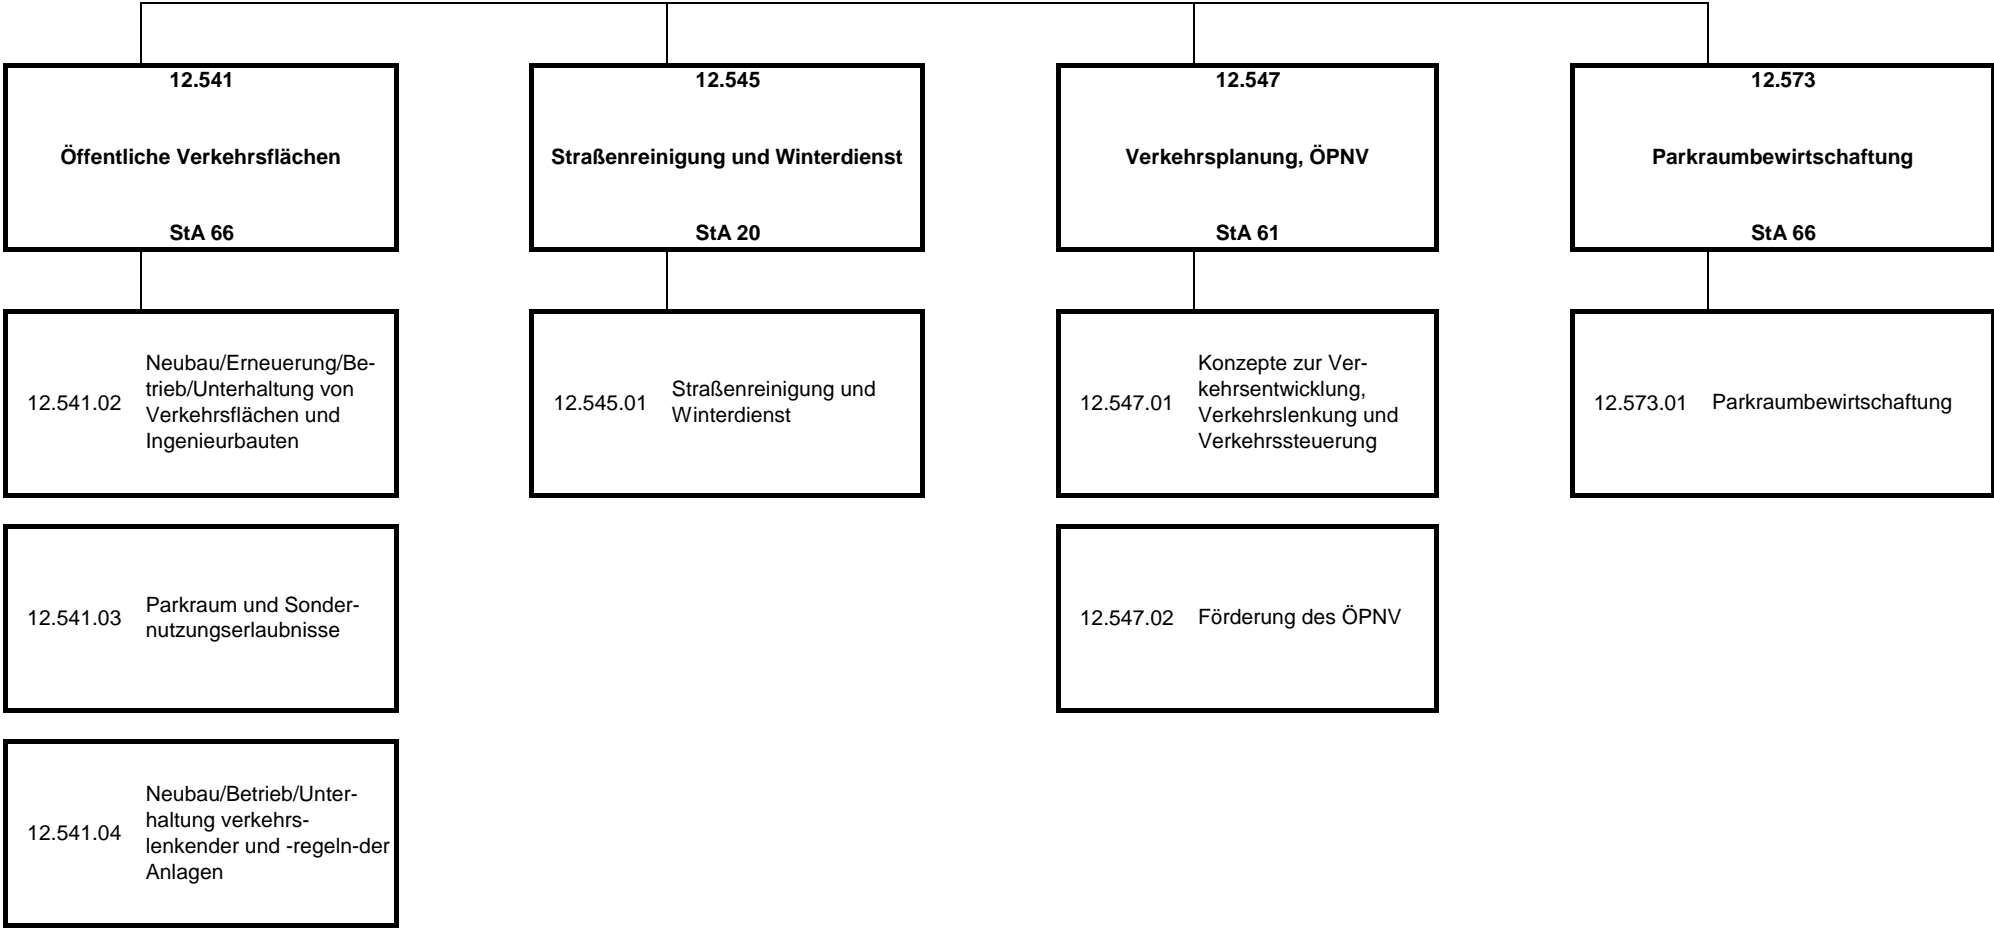 12.541
Öffentliche Verkehrsflächen
StA 66
12.545
Straßenreinigung und Winterdienst
StA 20
12.547
Verkehrsplanung, ÖPNV
StA 61
12.573
Parkraumbewirtschaftung
StA 66
12.541.02
Neubau/Erneuerung/Be-
trieb/Unterhaltung von
Verkehrsflächen und
Ingenieurbauten
12.545.01
Straßenreinigung und
Winterdienst
12.547.01
Konzepte zur Ver-
kehrsentwicklung,
Verkehrslenkung und
Verkehrssteuerung
12.573.01
Parkraumbewirtschaftung
12.541.03
Parkraum und Sonder-
nutzungserlaubnisse
12.547.02
Förderung des ÖPNV
12.541.04
Neubau/Betrieb/Unter-
haltung verkehrs-
lenkender und -regeln-der
Anlagen